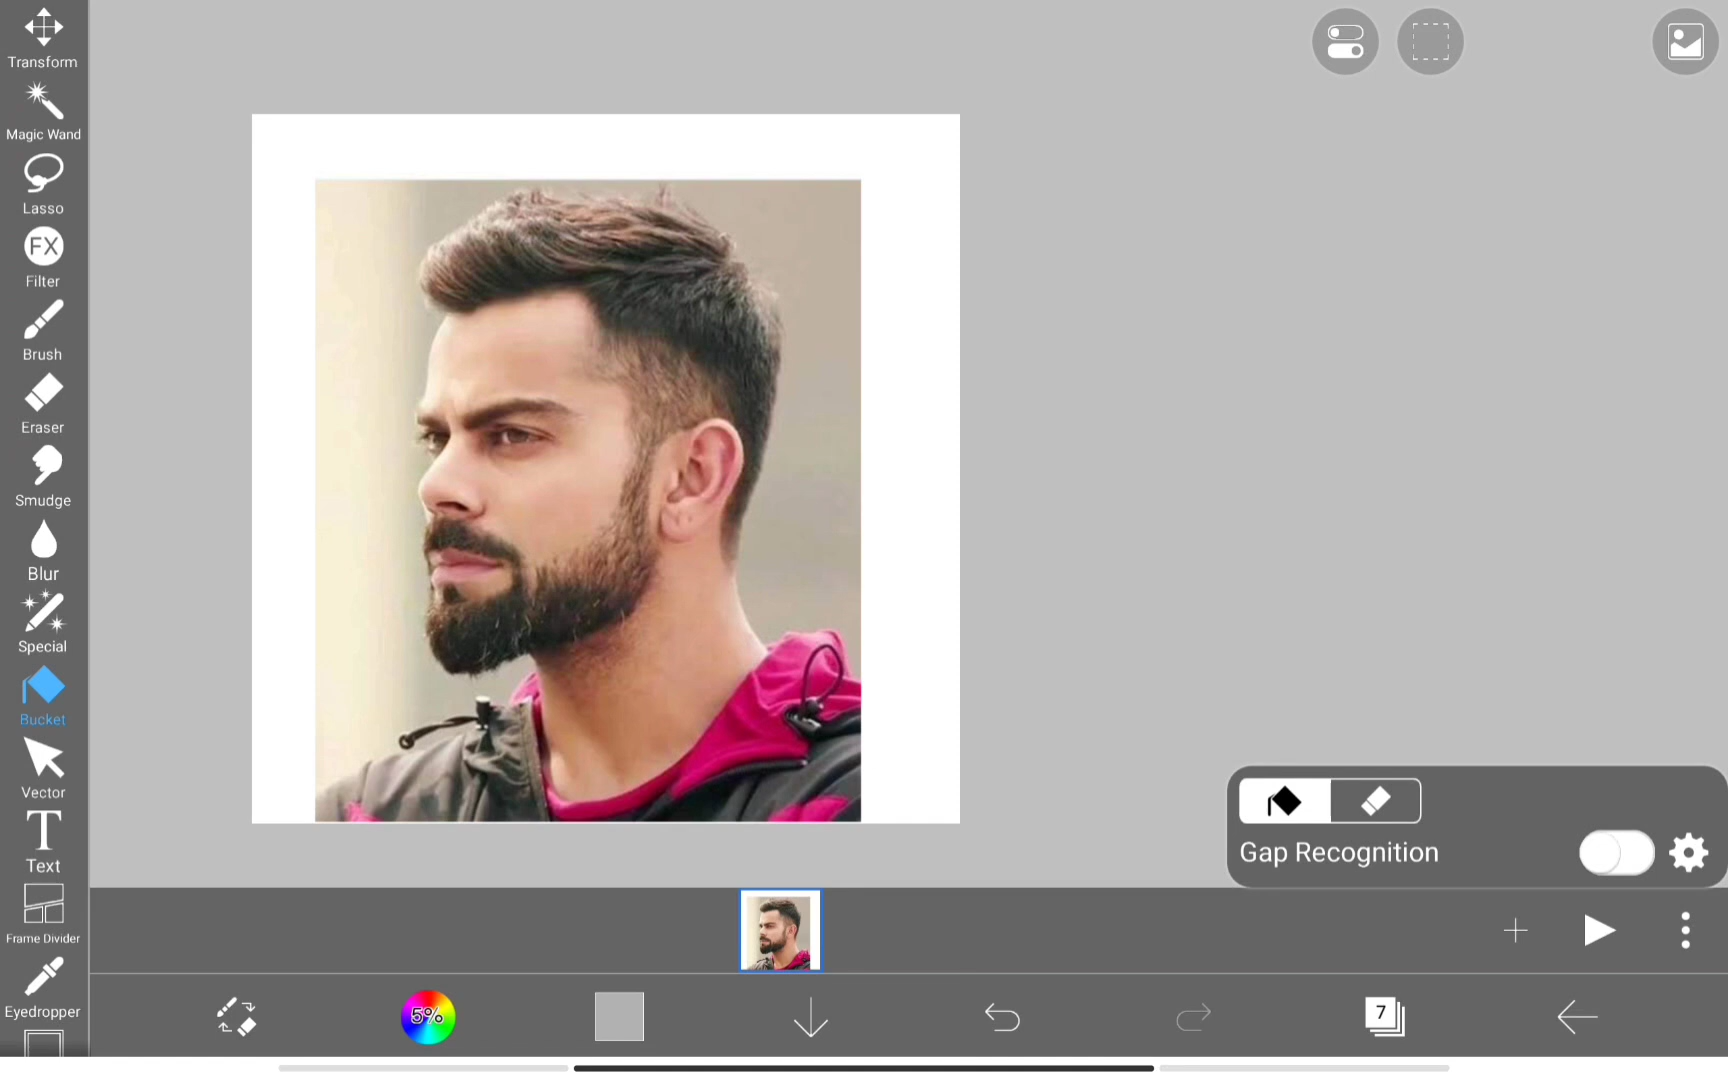 Transform
Magic Wand
Lasso
FX
Filter
Brush
Eraser
Smudge
Blur
Special
Bucket
Vector
T
Text
Frame Divider
Eyedropper
Gap Recognition
5%
7